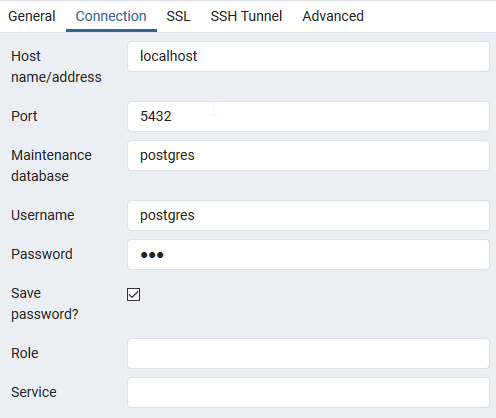 General Connection SSL SSH Tunnel Advanced
Host name/address localhost
Port 5432
Maintenance database postgres
Username postgres
Password •••
Save password?
Role
Service